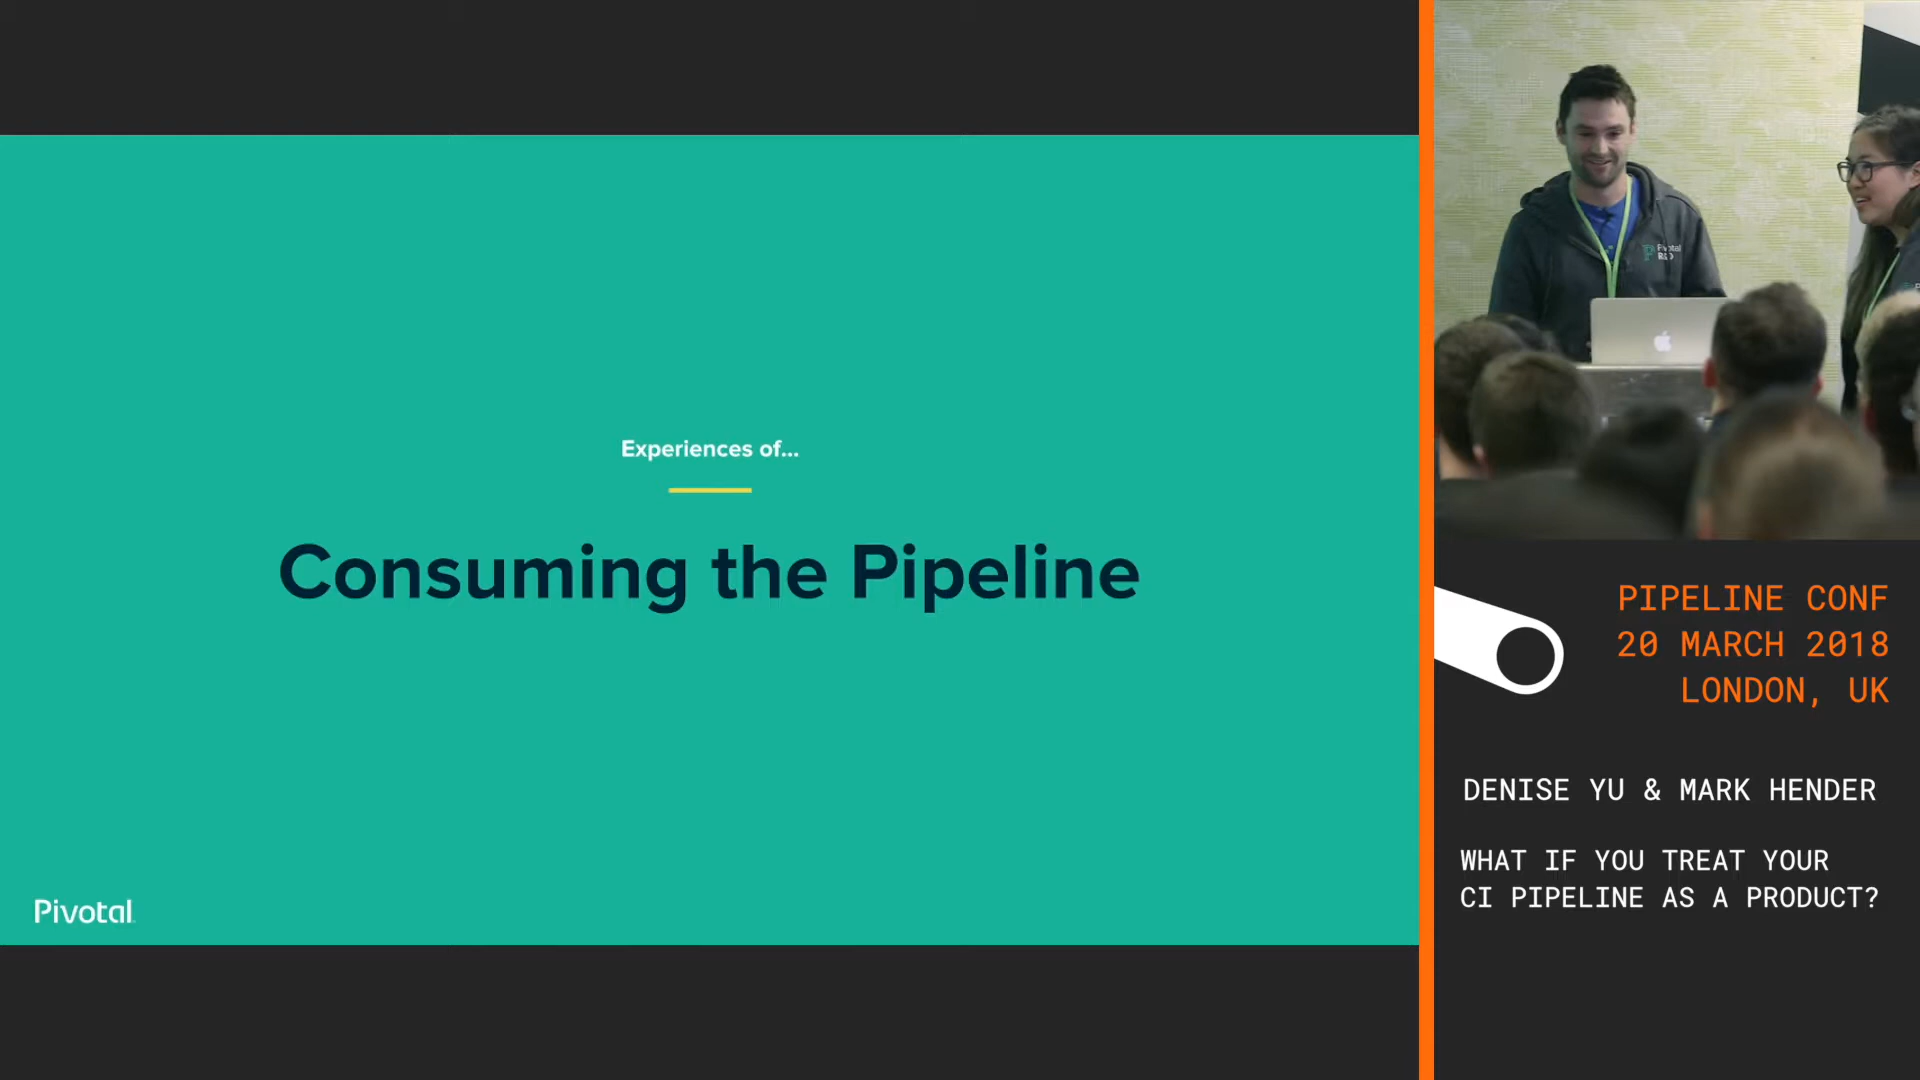 Experiences of...
Consuming the Pipeline
Pivotal
Pivotal
R&D
PIPELINE CONF
20 MARCH 2018
LONDON, UK
DENISE YU & MARK HENDER
WHAT IF YOU TREAT YOUR
CI PIPELINE AS A PRODUCT?